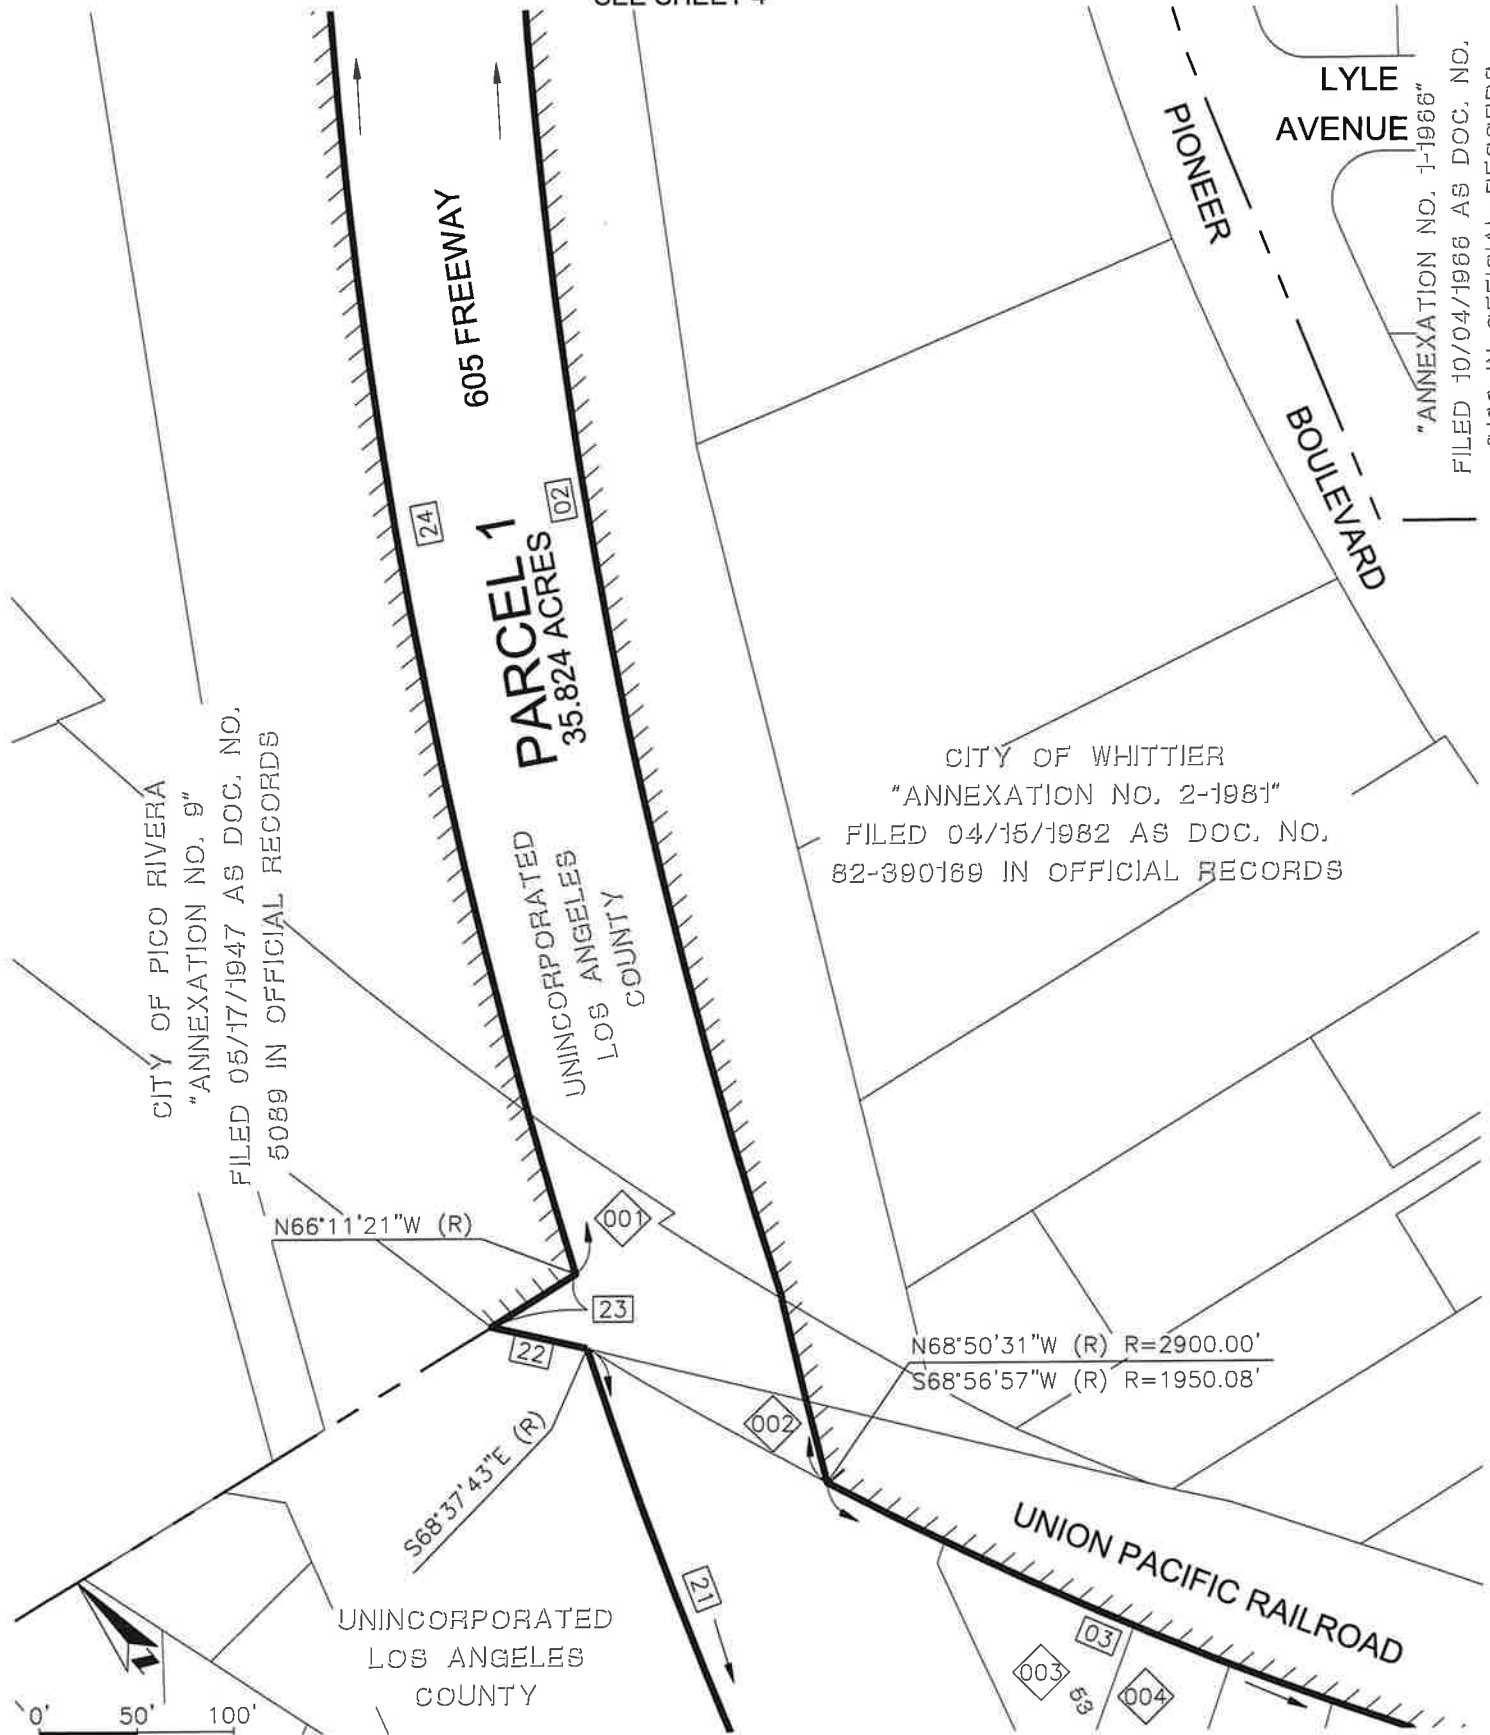 LYLE
AVENUE
PIONEER
BOULEVARD
"ANNEXATION NO. 1-1966"
FILED 10/04/1966 AS DOC. NO.
605 FREEWAY
24
02
PARCEL 1
35.824 ACRES
CITY OF WHITTIER
"ANNEXATION NO. 2-1981"
FILED 04/15/1982 AS DOC. NO.
82-390169 IN OFFICIAL RECORDS
CITY OF PICO RIVERA
"ANNEXATION NO. 9"
FILED 05/17/1947 AS DOC. NO.
5089 IN OFFICIAL RECORDS
UNINCORPORATED
LOS ANGELES
COUNTY
N66°11'21"W (R)
001
23
22
N68°50'31"W (R) R=2900.00'
S68°56'57"W (R) R=1950.08'
002
S68°37'43"E (R)
21
UNION PACIFIC RAILROAD
03
003
53
004
UNINCORPORATED
LOS ANGELES
COUNTY
N
0' 50' 100'